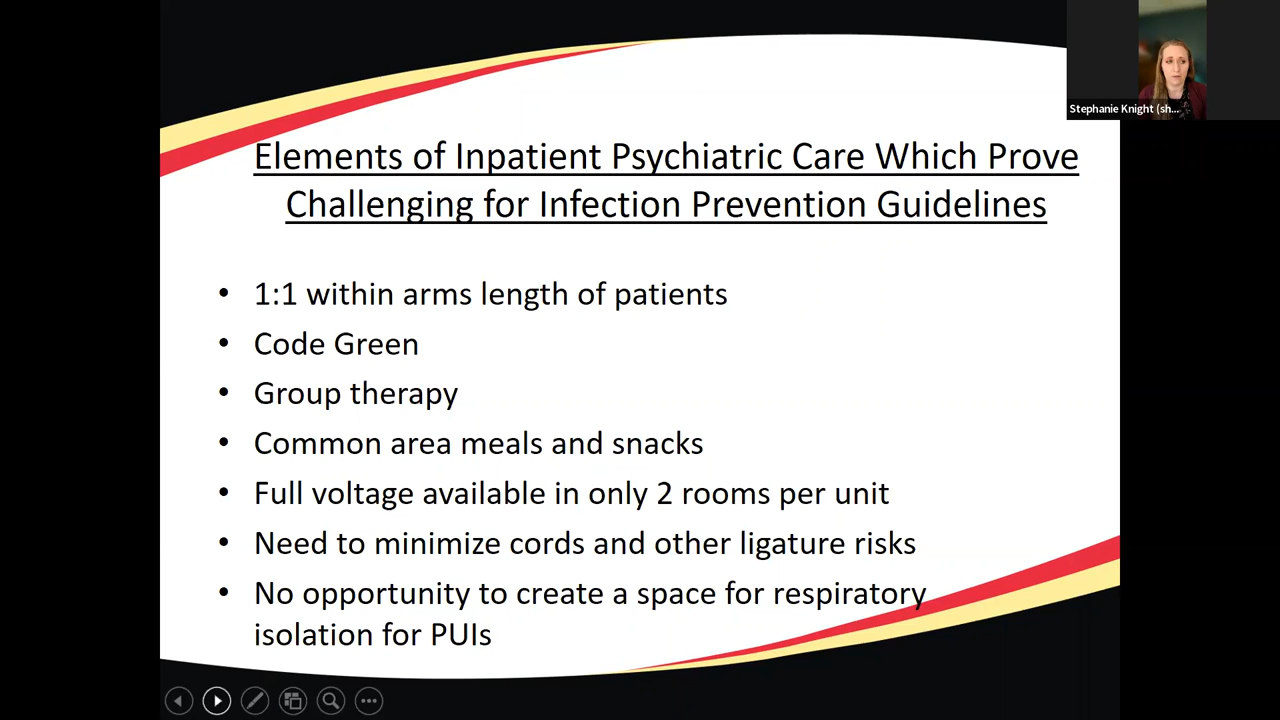 Stephanie Knight (sh...
Elements of Inpatient Psychiatric Care Which Prove
Challenging for Infection Prevention Guidelines
• 1:1 within arms length of patients
• Code Green
• Group therapy
• Common area meals and snacks
• Full voltage available in only 2 rooms per unit
• Need to minimize cords and other ligature risks
• No opportunity to create a space for respiratory
isolation for PUIs